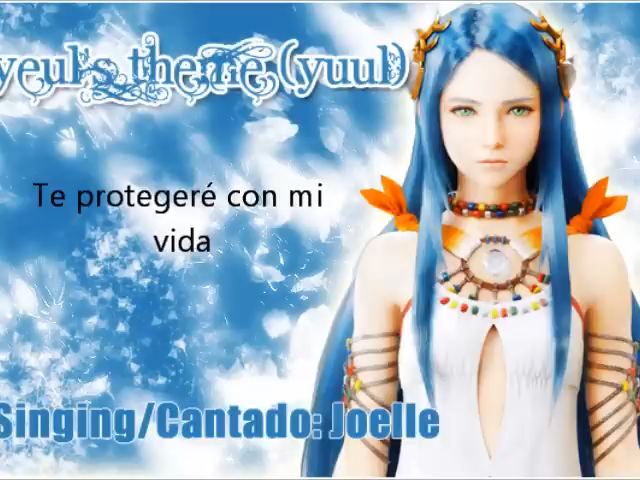 yeul's theme (yuul)
Te protegeré con mi
vida
Singing/Cantado: Joelle